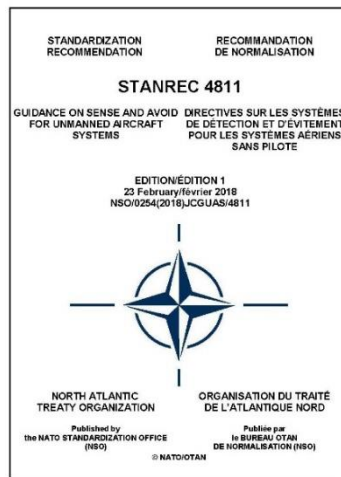 STANDARDIZATION
RECOMMENDATION
RECOMMANDATION
DE NORMALISATION
STANREC 4811
GUIDANCE ON SENSE AND AVOID
FOR UNMANNED AIRCRAFT
SYSTEMS
DIRECTIVES SUR LES SYSTÈMES
DE DÉTECTION ET D'ÉVITEMENT
POUR LES SYSTÈMES AÉRIENS
SANS PILOTE
EDITION/ÉDITION 1
23 February/février 2018
NSO/0254(2018)JCGUAS/4811
NORTH ATLANTIC
TREATY ORGANIZATION
ORGANISATION DU TRAITÉ
DE L'ATLANTIQUE NORD
Published by
the NATO STANDARDIZATION OFFICE
(NSO)
Publiée par
le BUREAU OTAN
DE NORMALISATION (NSO)
© NATO/OTAN